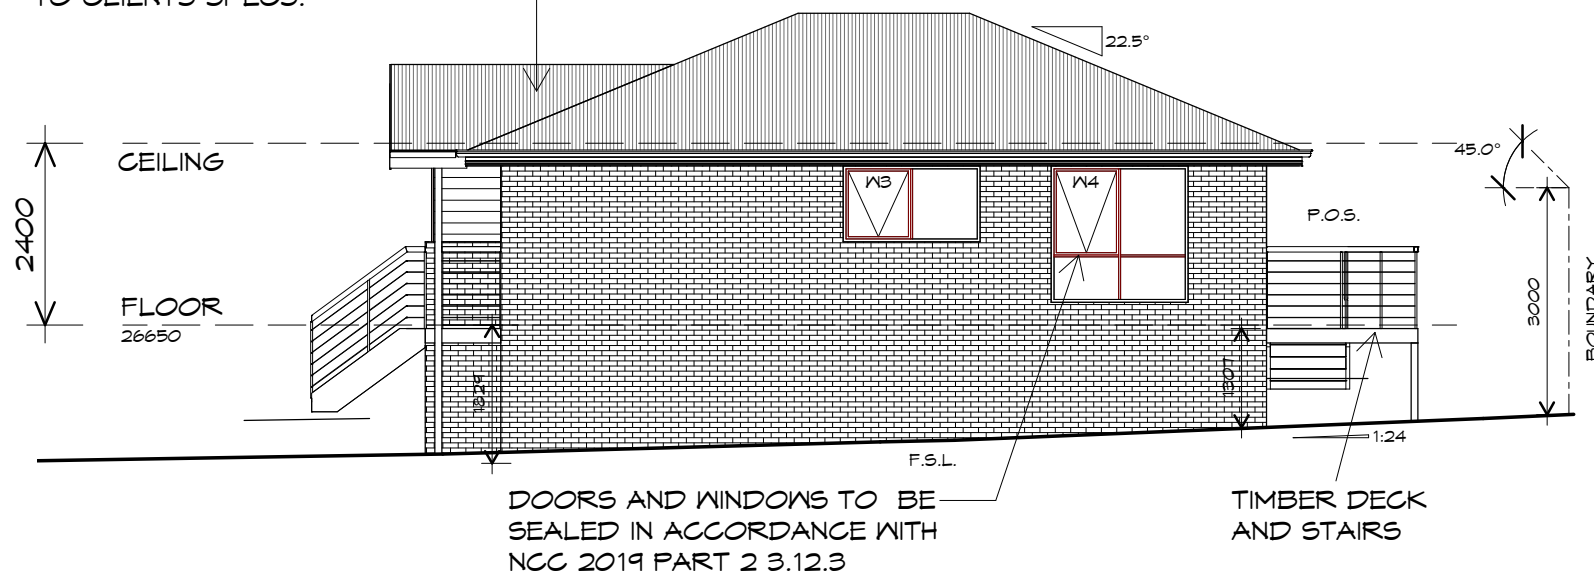 TO CLIENTS SPECS.
22.5°
CEILING
45.0°
W3
W4
2400
P.O.S.
FLOOR
26650
3000
BOUNDARY
1829
1307
1:24
F.S.L.
DOORS AND WINDOWS TO BE
SEALED IN ACCORDANCE WITH
NCC 2019 PART 2 3.12.3
TIMBER DECK
AND STAIRS